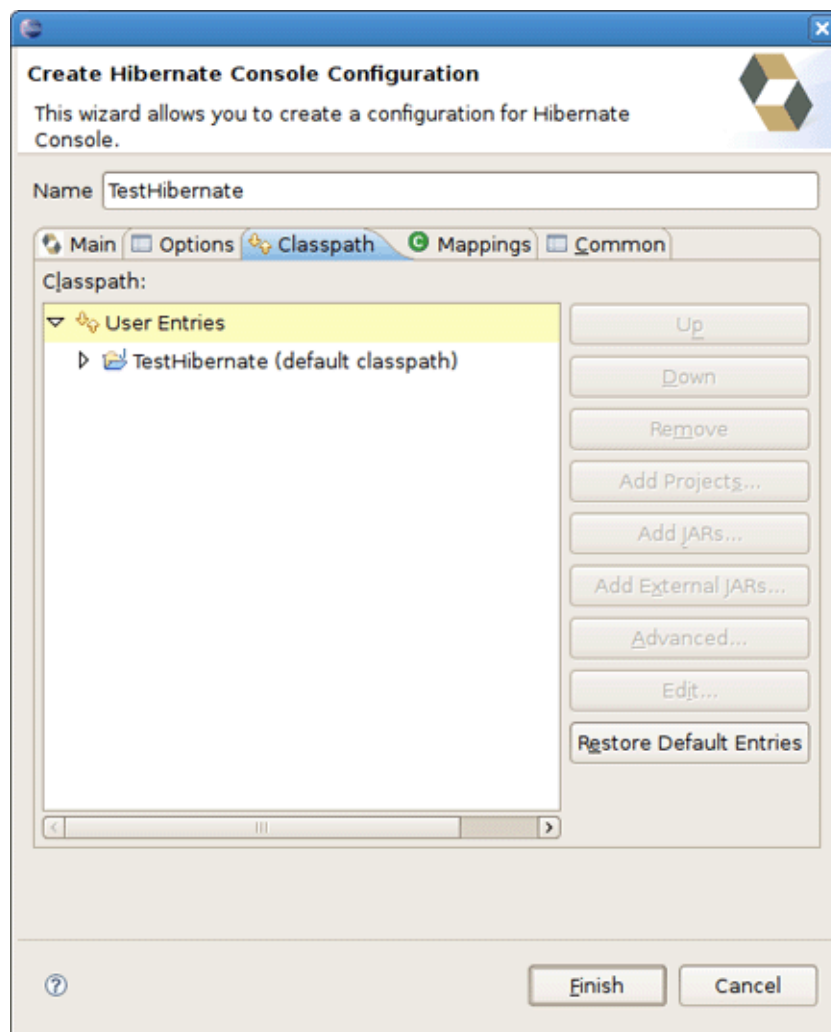 Create Hibernate Console Configuration
This wizard allows you to create a configuration for Hibernate
Console.
Name TestHibernate
Main Options Classpath C Mappings Common
Classpath:
User Entries
TestHibernate (default classpath)
Up
Down
Remove
Add Projects...
Add JARs...
Add External JARs...
Advanced...
Edit...
Restore Default Entries
? Finish Cancel